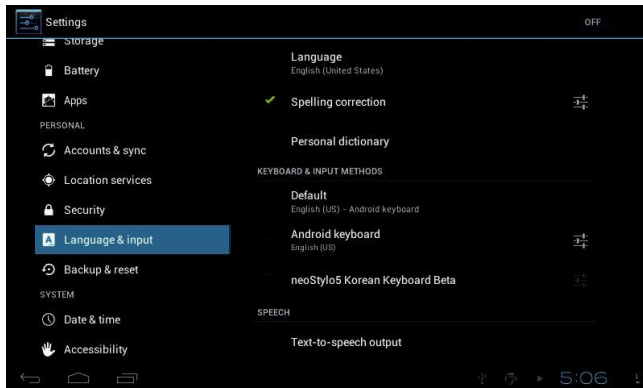 Settings
OFF
Storage
Battery
Apps
PERSONAL
Accounts & sync
Location services
Security
Language & input
Backup & reset
SYSTEM
Date & time
Accessibility
Language
English (United States)
Spelling correction
Personal dictionary
KEYBOARD & INPUT METHODS
Default
English (US) - Android keyboard
Android keyboard
English (US)
neoStylo5 Korean Keyboard Beta
SPEECH
Text-to-speech output
5:06